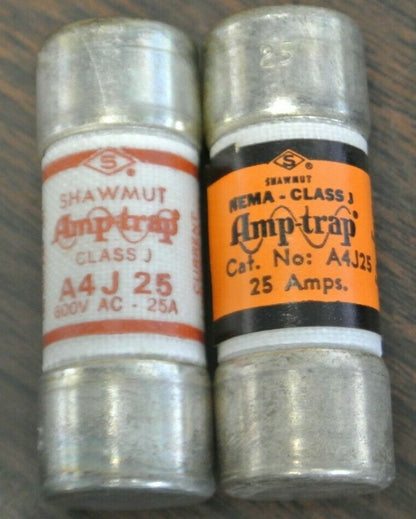 S
®
SHAWMUT
Amp-trap®
CLASS J
A4J 25
600V AC - 25A
25
S
®
SHAWMUT
NEMA - CLASS J
Amp-trap®
Cat. No: A4J25
25 Amps.